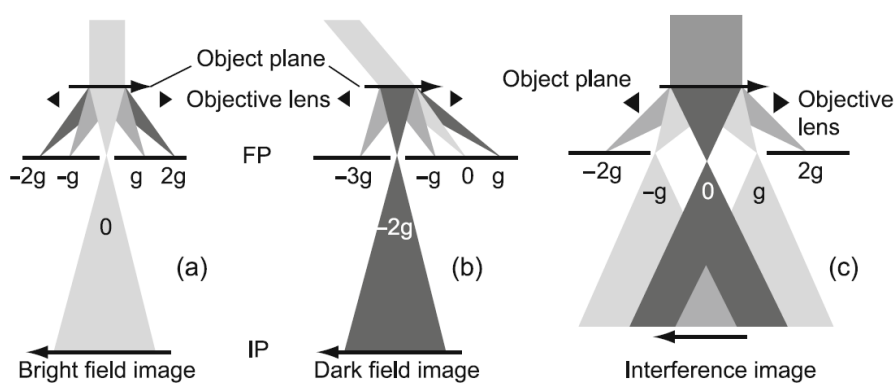 Object plane
Objective lens
FP
−2g −g g 2g
0
(a)
−3g −g 0 g
−2g
(b)
Object plane
Objective
lens
−2g −g 0 g 2g
(c)
IP
Bright field image
Dark field image
Interference image